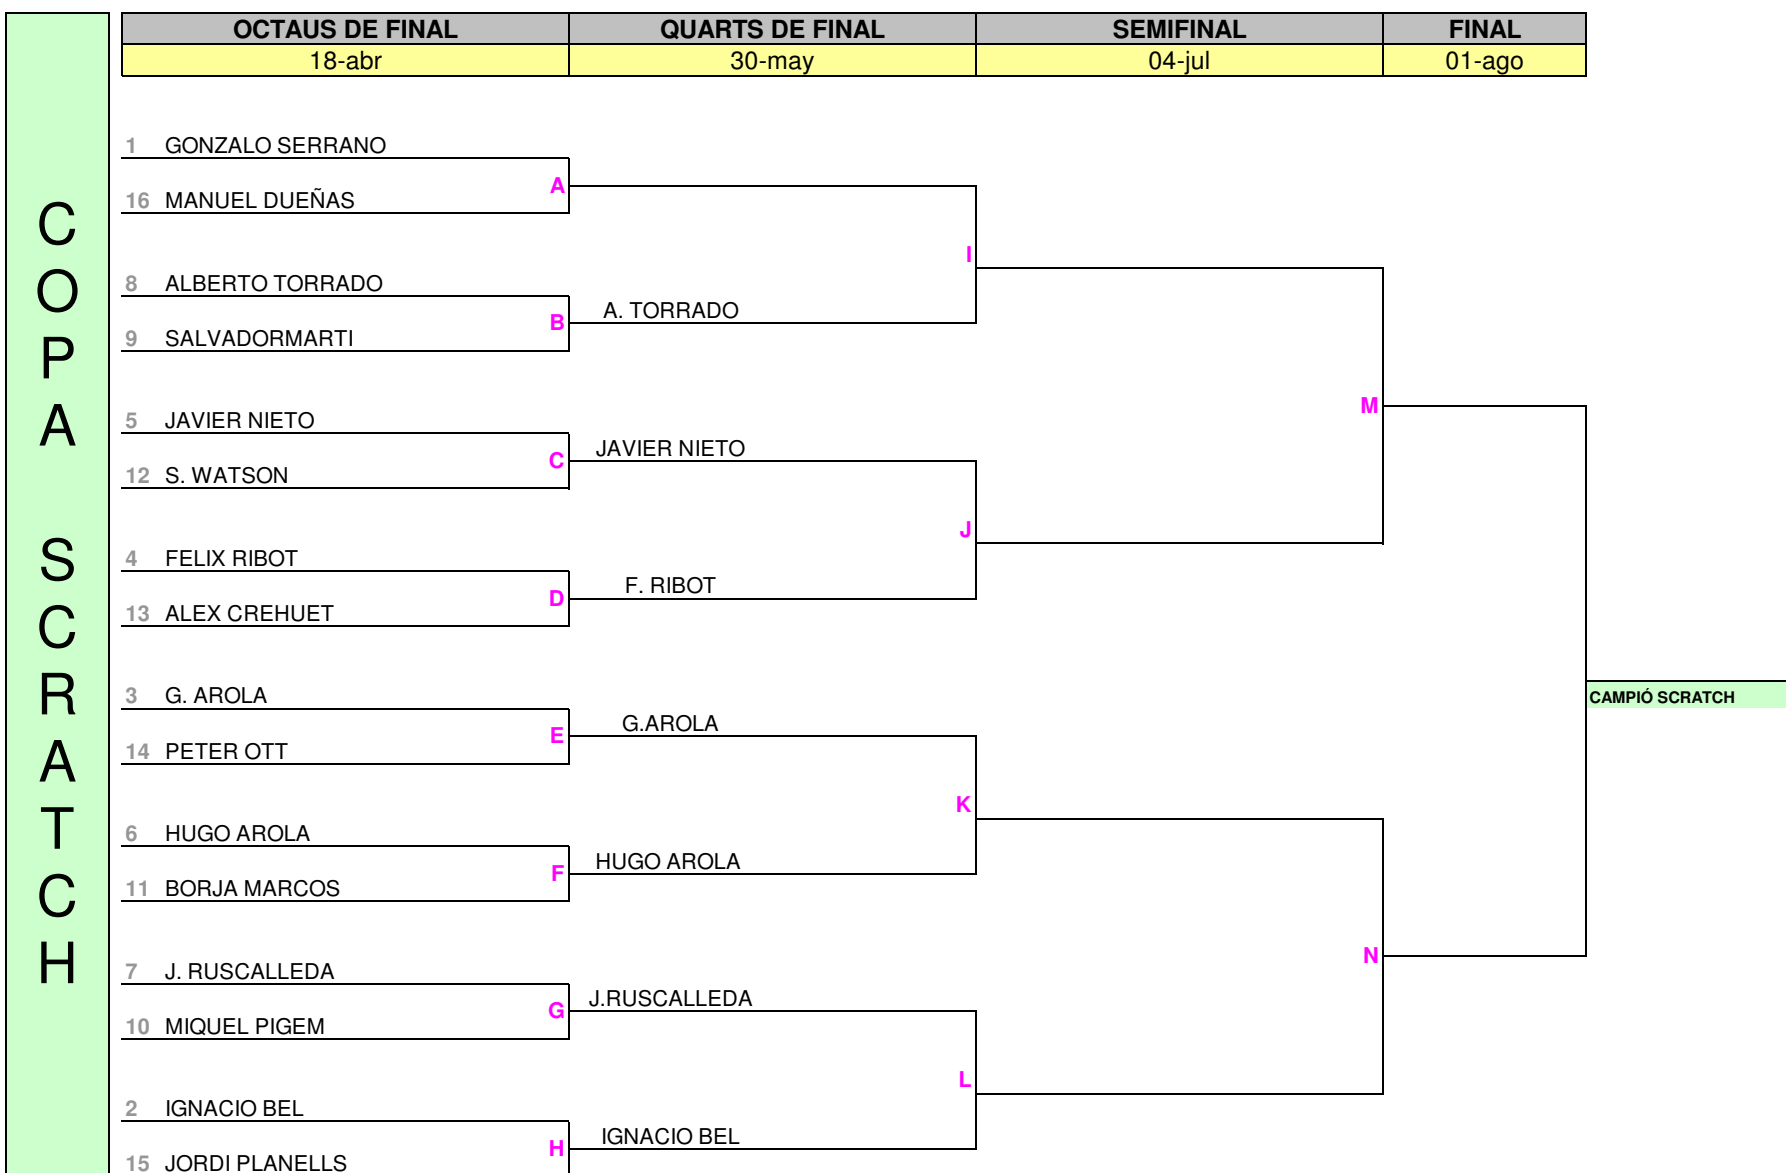 COPA SCRATCH
OCTAUS DE FINAL QUARTS DE FINAL SEMIFINAL FINAL
18-abr 30-may 04-jul 01-ago
1 GONZALO SERRANO
A
16 MANUEL DUEÑAS
I
8 ALBERTO TORRADO
A. TORRADO
B
9 SALVADORMARTI
M
5 JAVIER NIETO
JAVIER NIETO
C
12 S. WATSON
J
4 FELIX RIBOT
F. RIBOT
D
13 ALEX CREHUET
3 G. AROLA
CAMPIÓ SCRATCH
G.AROLA
E
14 PETER OTT
K
6 HUGO AROLA
HUGO AROLA
F
11 BORJA MARCOS
N
7 J. RUSCALLEDA
J.RUSCALLEDA
G
10 MIQUEL PIGEM
L
2 IGNACIO BEL
IGNACIO BEL
H
15 JORDI PLANELLS